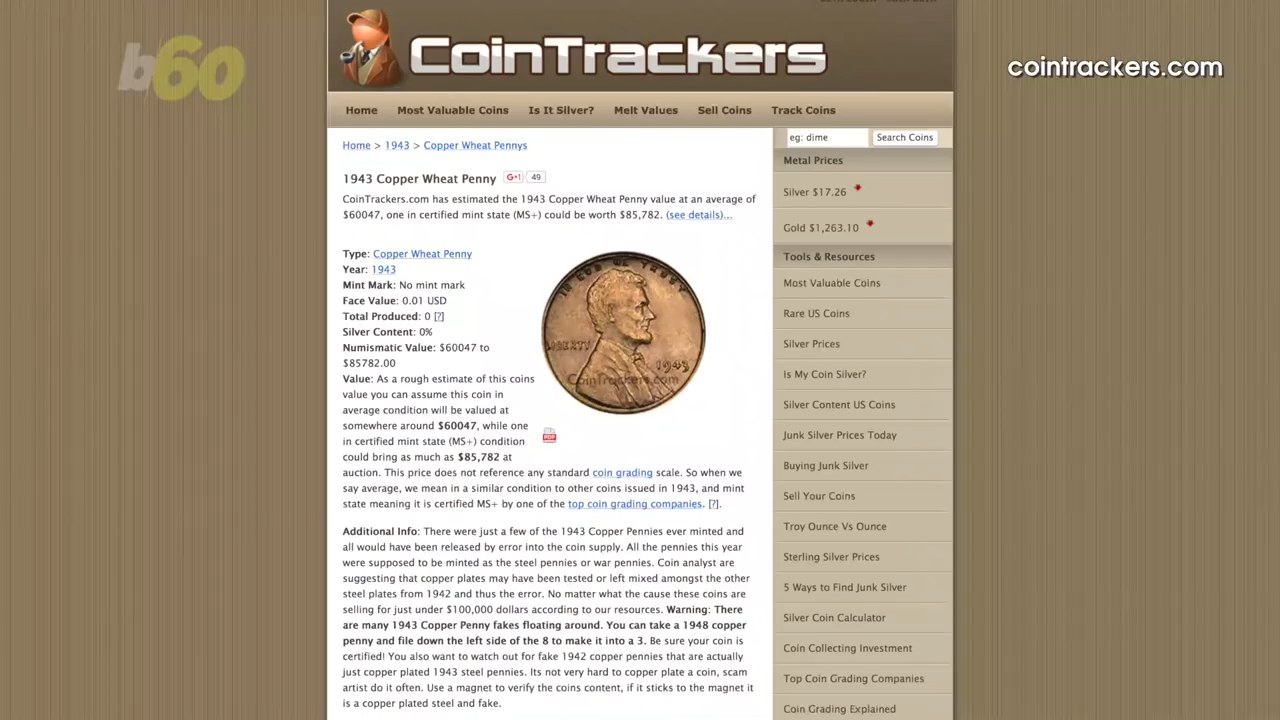 b60
CoinTrackers
cointrackers.com
Home Most Valuable Coins Is It Silver? Melt Values Sell Coins Track Coins
eg: dime Search Coins
Home > 1943 > Copper Wheat Pennys
1943 Copper Wheat Penny G+1 49
CoinTrackers.com has estimated the 1943 Copper Wheat Penny value at an average of
$60047, one in certified mint state (MS+) could be worth $85,782. (see details)...
Type: Copper Wheat Penny
Year: 1943
Mint Mark: No mint mark
Face Value: 0.01 USD
Total Produced: 0 [?]
Silver Content: 0%
Numismatic Value: $60047 to
$85782.00
Value: As a rough estimate of this coins
value you can assume this coin in
average condition will be valued at
somewhere around $60047, while one
in certified mint state (MS+) condition
could bring as much as $85,782 at
auction. This price does not reference any standard coin grading scale. So when we
say average, we mean in a similar condition to other coins issued in 1943, and mint
state meaning it is certified MS+ by one of the top coin grading companies. [?].
IN GOD WE TRUST
LIBERTY
1943
CoinTrackers.com
PDF
Additional Info: There were just a few of the 1943 Copper Pennies ever minted and
all would have been released by error into the coin supply. All the pennies this year
were supposed to be minted as the steel pennies or war pennies. Coin analyst are
suggesting that copper plates may have been tested or left mixed amongst the other
steel plates from 1942 and thus the error. No matter what the cause these coins are
selling for just under $100,000 dollars according to our resources. Warning: There
are many 1943 Copper Penny fakes floating around. You can take a 1948 copper
penny and file down the left side of the 8 to make it into a 3. Be sure your coin is
certified! You also want to watch out for fake 1942 copper pennies that are actually
just copper plated 1943 steel pennies. Its not very hard to copper plate a coin, scam
artist do it often. Use a magnet to verify the coins content, if it sticks to the magnet it
is a copper plated steel and fake.
Metal Prices
Silver $17.26
Gold $1,263.10
Tools & Resources
Most Valuable Coins
Rare US Coins
Silver Prices
Is My Coin Silver?
Silver Content US Coins
Junk Silver Prices Today
Buying Junk Silver
Sell Your Coins
Troy Ounce Vs Ounce
Sterling Silver Prices
5 Ways to Find Junk Silver
Silver Coin Calculator
Coin Collecting Investment
Top Coin Grading Companies
Coin Grading Explained